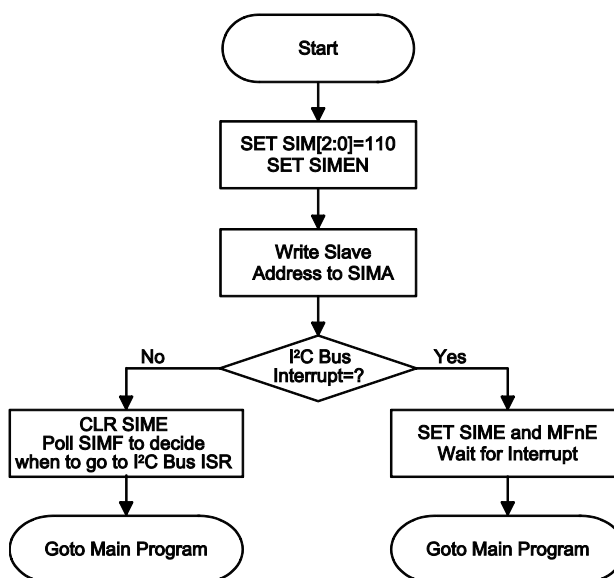 Start
SET SIM[2:0]=110
SET SIMEN
Write Slave
Address to SIMA
I²C Bus
Interrupt=?
No
Yes
CLR SIME
Poll SIMF to decide
when to go to I²C Bus ISR
SET SIME and MFnE
Wait for Interrupt
Goto Main Program
Goto Main Program